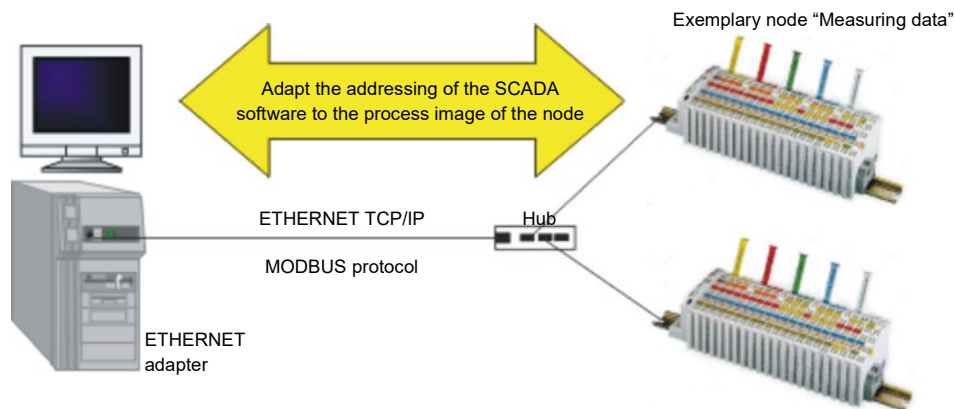 Exemplary node “Measuring data”
Adapt the addressing of the SCADA
software to the process image of the node
ETHERNET TCP/IP
Hub
MODBUS protocol
ETHERNET
adapter